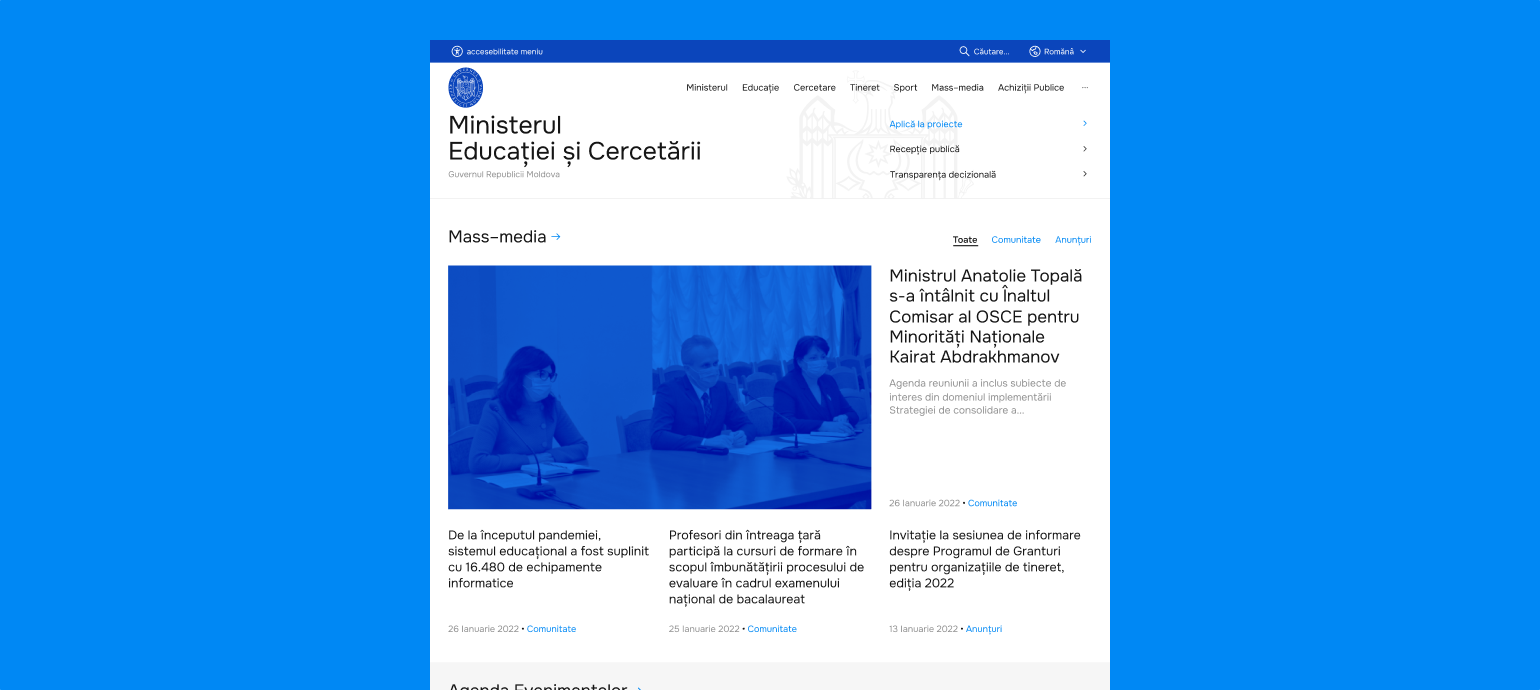 accesebilitate meniu
Căutare...
Română
Ministerul Educație Cercetare Tineret Sport Mass-media Achiziții Publice ...
Ministerul
Educației și Cercetării
Guvernul Republicii Moldova
Aplică la proiecte
Recepție publică
Transparența decizională
Mass-media →
Toate Comunitate Anunțuri
Ministrul Anatolie Topală
s-a întâlnit cu Înaltul
Comisar al OSCE pentru
Minorități Naționale
Kairat Abdrakhmanov
Agenda reuniunii a inclus subiecte de
interes din domeniul implementării
Strategiei de consolidare a...
26 Ianuarie 2022 • Comunitate
De la începutul pandemiei,
sistemul educațional a fost suplinit
cu 16.480 de echipamente
informatice
26 Ianuarie 2022 • Comunitate
Profesori din întreaga țară
participă la cursuri de formare în
scopul îmbunătățirii procesului de
evaluare în cadrul examenului
național de bacalaureat
25 Ianuarie 2022 • Comunitate
Invitație la sesiunea de informare
despre Programul de Granturi
pentru organizațiile de tineret,
ediția 2022
13 Ianuarie 2022 • Anunțuri
Agenda Evenimentelor →